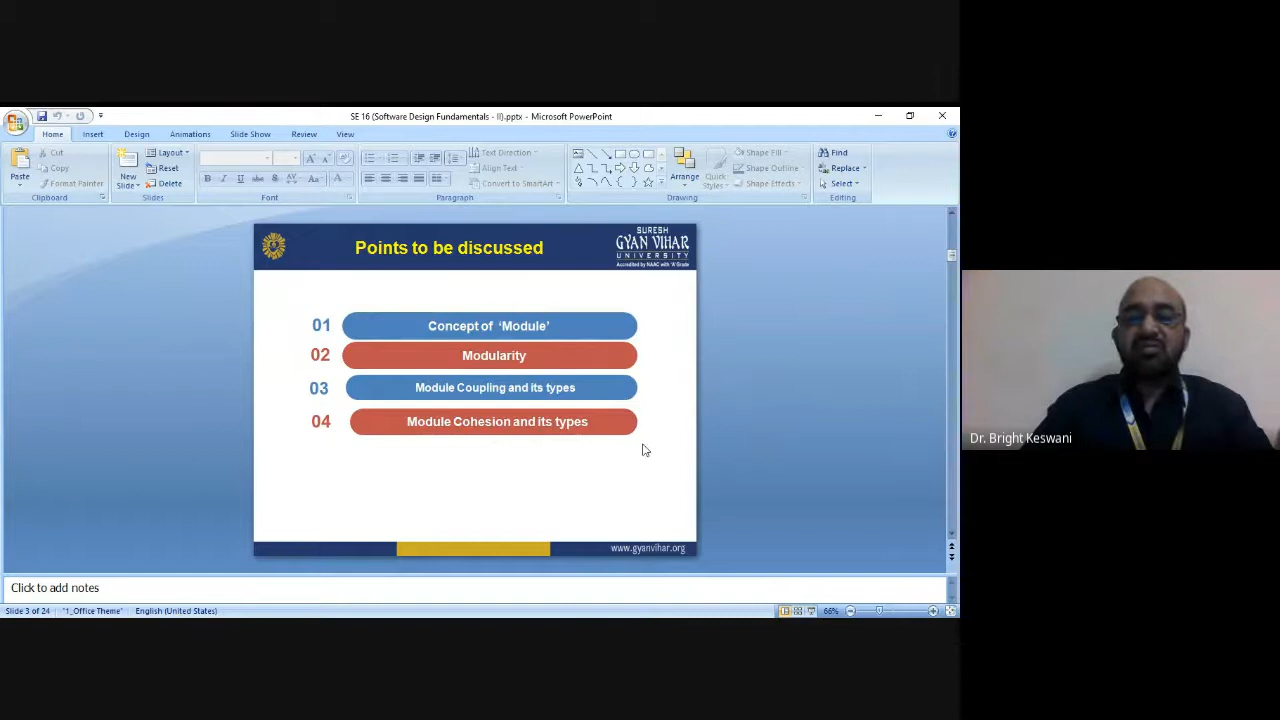 SE 16 (Software Design Fundamentals - II).pptx - Microsoft PowerPoint
Home Insert Design Animations Slide Show Review View
Paste
Cut
Copy
Format Painter
Clipboard
New
Slide
Layout
Reset
Delete
Slides
Font
Text Direction
Align Text
Convert to SmartArt
Paragraph
Arrange
Quick
Styles
Shape Fill
Shape Outline
Shape Effects
Drawing
Find
Replace
Select
Editing
Points to be discussed
SURESH
GYAN VIHAR
UNIVERSITY
Accredited by NAAC with 'A' Grade
01 Concept of ‘Module’
02 Modularity
03 Module Coupling and its types
04 Module Cohesion and its types
www.gyanvihar.org
Dr. Bright Keswani
Click to add notes
Slide 3 of 24 "1_Office Theme" English (United States) 66%